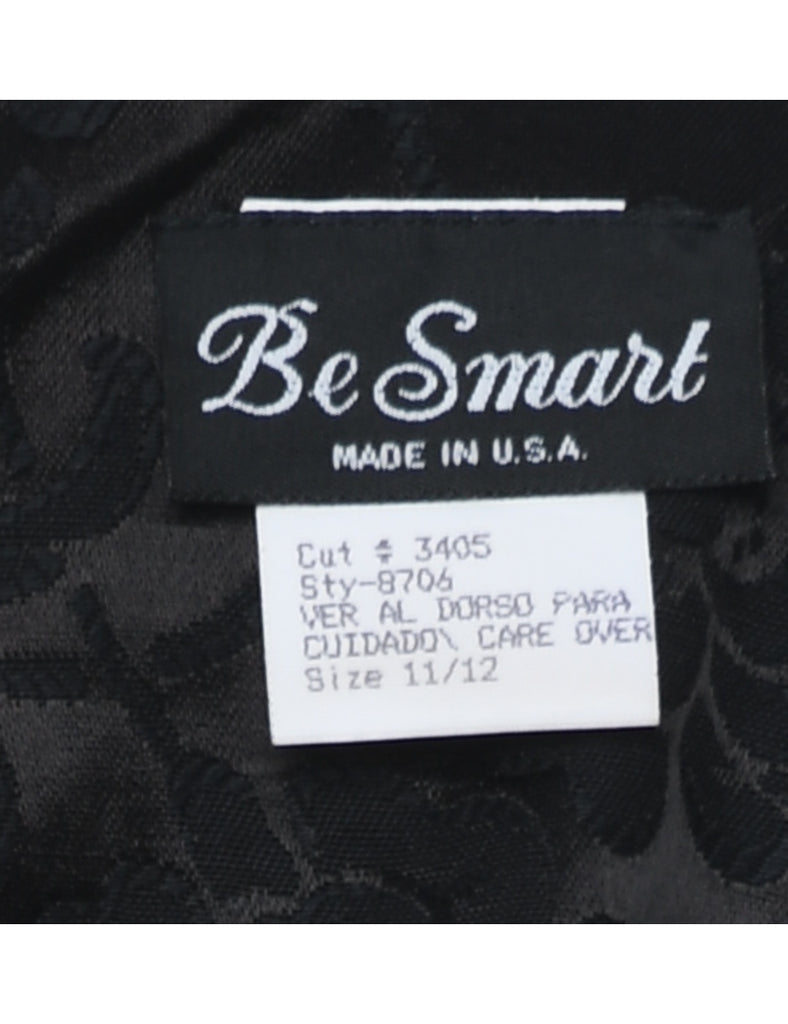 Be Smart
MADE IN U.S.A.
Cut # 3405
Sty-8706
VER AL DORSO PARA
CUIDADO\ CARE OVER
Size 11/12